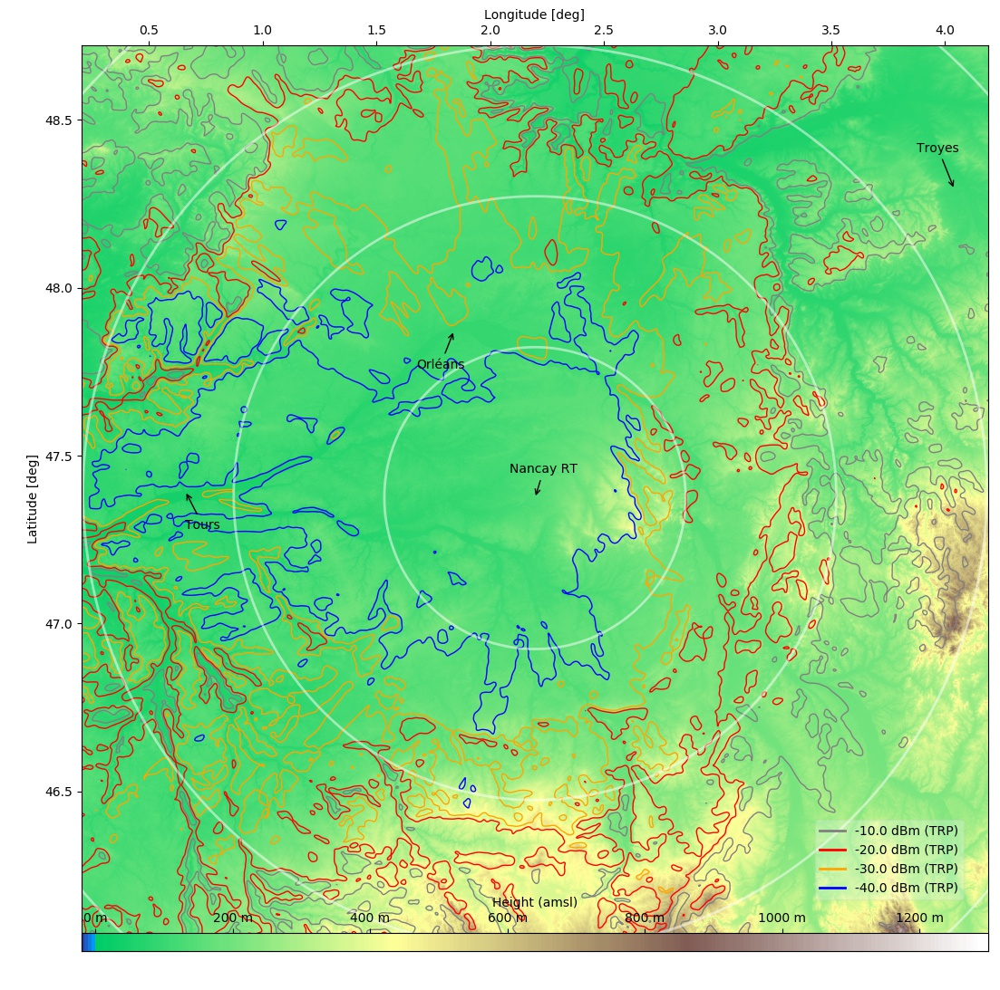 Longitude [deg]
0.5 1.0 1.5 2.0 2.5 3.0 3.5 4.0
48.5
Troyes
48.0
Orléans
47.5
Nancay RT
Latitude [deg]
Tours
47.0
46.5
-10.0 dBm (TRP)
-20.0 dBm (TRP)
-30.0 dBm (TRP)
-40.0 dBm (TRP)
Height (amsl)
0 m 200 m 400 m 600 m 800 m 1000 m 1200 m